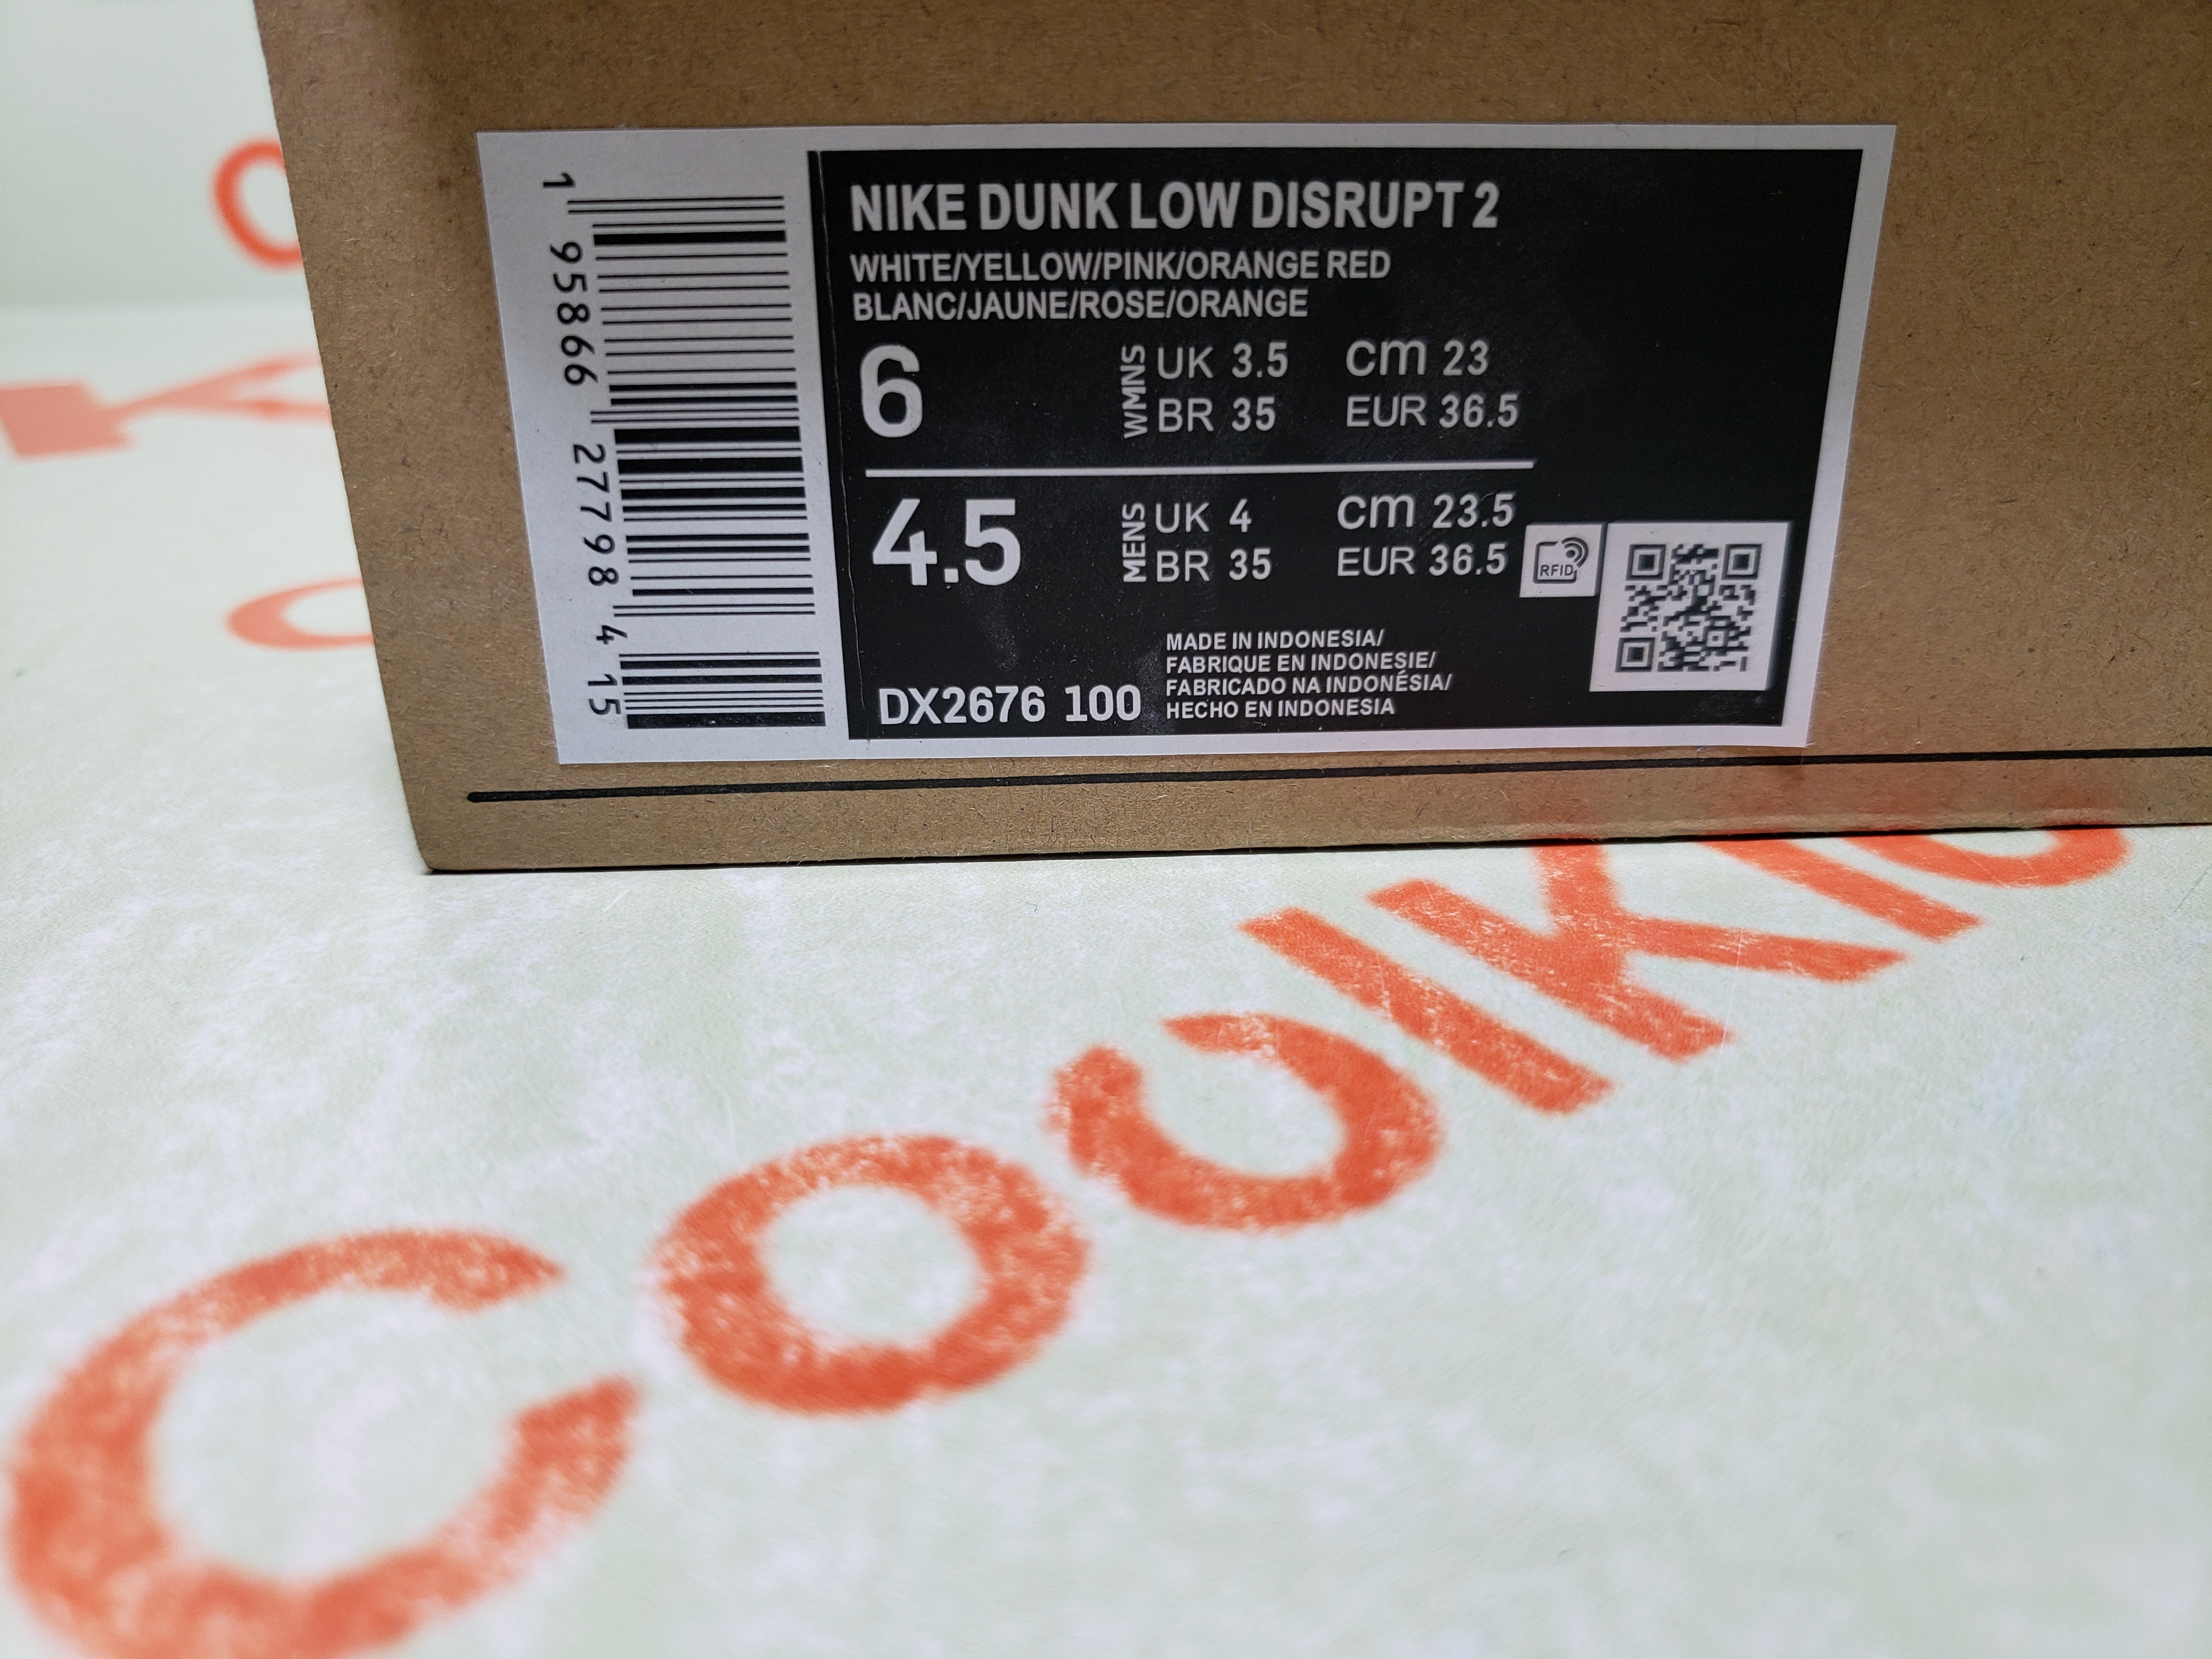 NIKE DUNK LOW DISRUPT 2
WHITE/YELLOW/PINK/ORANGE RED
BLANC/JAUNE/ROSE/ORANGE
6 WMNS UK 3.5 cm 23
BR 35 EUR 36.5
4.5 MENS UK 4 cm 23.5
BR 35 EUR 36.5
RFID
DX2676 100
MADE IN INDONESIA/
FABRIQUE EN INDONESIE/
FABRICADO NA INDONÉSIA/
HECHO EN INDONESIA
1 95866 27798 4 15